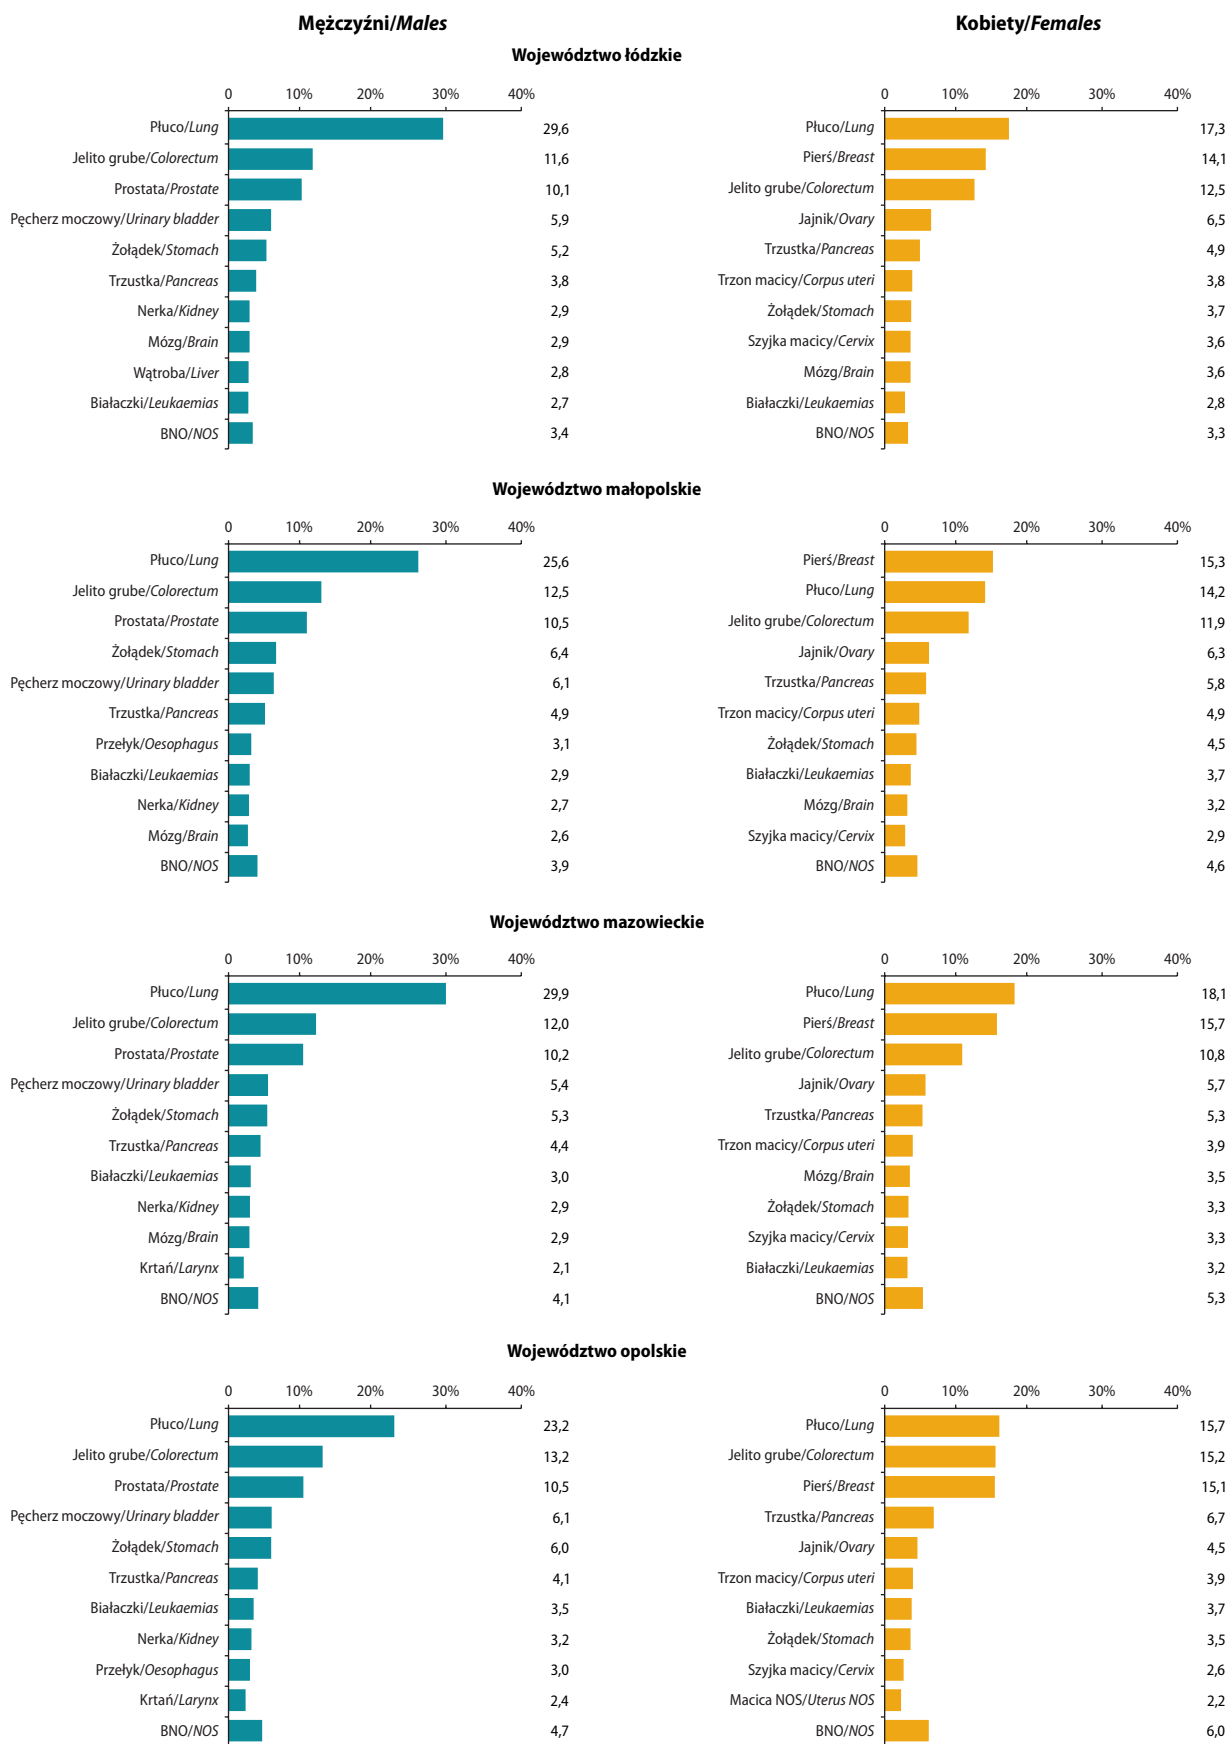 Mężczyźni/Males
Kobiety/Females
Województwo łódzkie
0 10% 20% 30% 40%
Płuco/Lung 29,6
Jelito grube/Colorectum 11,6
Prostata/Prostate 10,1
Pęcherz moczowy/Urinary bladder 5,9
Żołądek/Stomach 5,2
Trzustka/Pancreas 3,8
Nerka/Kidney 2,9
Mózg/Brain 2,9
Wątroba/Liver 2,8
Białaczki/Leukaemias 2,7
BNO/NOS 3,4
0 10% 20% 30% 40%
Płuco/Lung 17,3
Pierś/Breast 14,1
Jelito grube/Colorectum 12,5
Jajnik/Ovary 6,5
Trzustka/Pancreas 4,9
Trzon macicy/Corpus uteri 3,8
Żołądek/Stomach 3,7
Szyjka macicy/Cervix 3,6
Mózg/Brain 3,6
Białaczki/Leukaemias 2,8
BNO/NOS 3,3
Województwo małopolskie
0 10% 20% 30% 40%
Płuco/Lung 25,6
Jelito grube/Colorectum 12,5
Prostata/Prostate 10,5
Żołądek/Stomach 6,4
Pęcherz moczowy/Urinary bladder 6,1
Trzustka/Pancreas 4,9
Przełyk/Oesophagus 3,1
Białaczki/Leukaemias 2,9
Nerka/Kidney 2,7
Mózg/Brain 2,6
BNO/NOS 3,9
0 10% 20% 30% 40%
Pierś/Breast 15,3
Płuco/Lung 14,2
Jelito grube/Colorectum 11,9
Jajnik/Ovary 6,3
Trzustka/Pancreas 5,8
Trzon macicy/Corpus uteri 4,9
Żołądek/Stomach 4,5
Białaczki/Leukaemias 3,7
Mózg/Brain 3,2
Szyjka macicy/Cervix 2,9
BNO/NOS 4,6
Województwo mazowieckie
0 10% 20% 30% 40%
Płuco/Lung 29,9
Jelito grube/Colorectum 12,0
Prostata/Prostate 10,2
Pęcherz moczowy/Urinary bladder 5,4
Żołądek/Stomach 5,3
Trzustka/Pancreas 4,4
Białaczki/Leukaemias 3,0
Nerka/Kidney 2,9
Mózg/Brain 2,9
Krtań/Larynx 2,1
BNO/NOS 4,1
0 10% 20% 30% 40%
Płuco/Lung 18,1
Pierś/Breast 15,7
Jelito grube/Colorectum 10,8
Jajnik/Ovary 5,7
Trzustka/Pancreas 5,3
Trzon macicy/Corpus uteri 3,9
Mózg/Brain 3,5
Żołądek/Stomach 3,3
Szyjka macicy/Cervix 3,3
Białaczki/Leukaemias 3,2
BNO/NOS 5,3
Województwo opolskie
0 10% 20% 30% 40%
Płuco/Lung 23,2
Jelito grube/Colorectum 13,2
Prostata/Prostate 10,5
Pęcherz moczowy/Urinary bladder 6,1
Żołądek/Stomach 6,0
Trzustka/Pancreas 4,1
Białaczki/Leukaemias 3,5
Nerka/Kidney 3,2
Przełyk/Oesophagus 3,0
Krtań/Larynx 2,4
BNO/NOS 4,7
0 10% 20% 30% 40%
Płuco/Lung 15,7
Jelito grube/Colorectum 15,2
Pierś/Breast 15,1
Trzustka/Pancreas 6,7
Jajnik/Ovary 4,5
Trzon macicy/Corpus uteri 3,9
Białaczki/Leukaemias 3,7
Żołądek/Stomach 3,5
Szyjka macicy/Cervix 2,6
Macica NOS/Uterus NOS 2,2
BNO/NOS 6,0